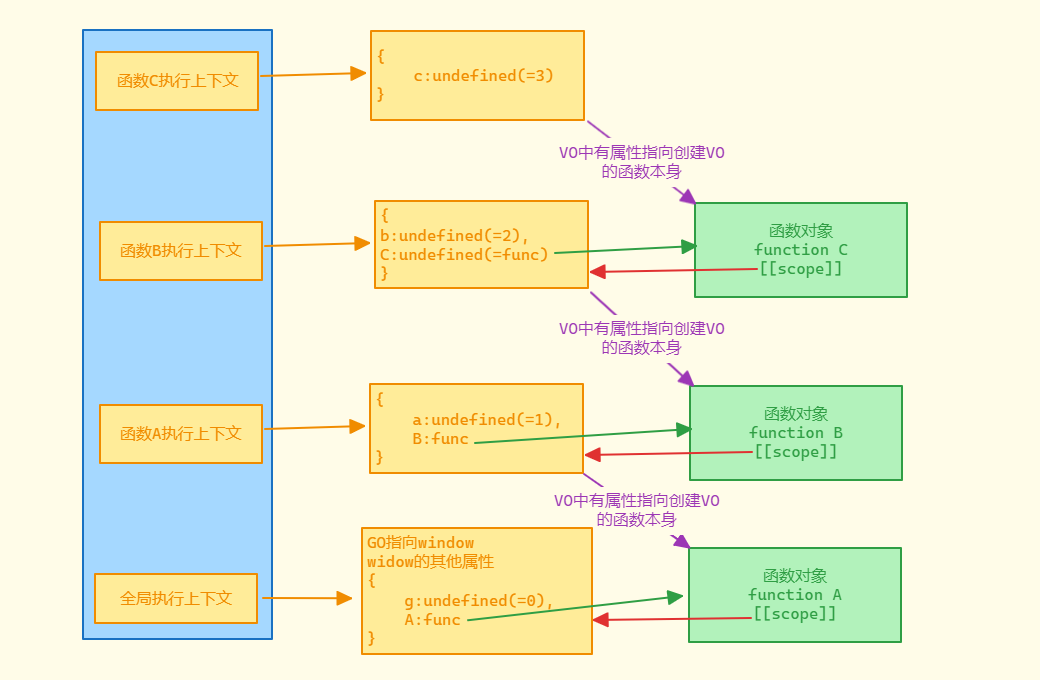 函数C执行上下文
{
c:undefined(=3)
}
VO中有属性指向创建VO
的函数本身
函数B执行上下文
{
b:undefined(=2),
C:undefined(=func)
}
函数对象
function C
[[scope]]
VO中有属性指向创建VO
的函数本身
函数A执行上下文
{
a:undefined(=1),
B:func
}
函数对象
function B
[[scope]]
VO中有属性指向创建VO
的函数本身
全局执行上下文
GO指向window
widow的其他属性
{
g:undefined(=0),
A:func
}
函数对象
function A
[[scope]]